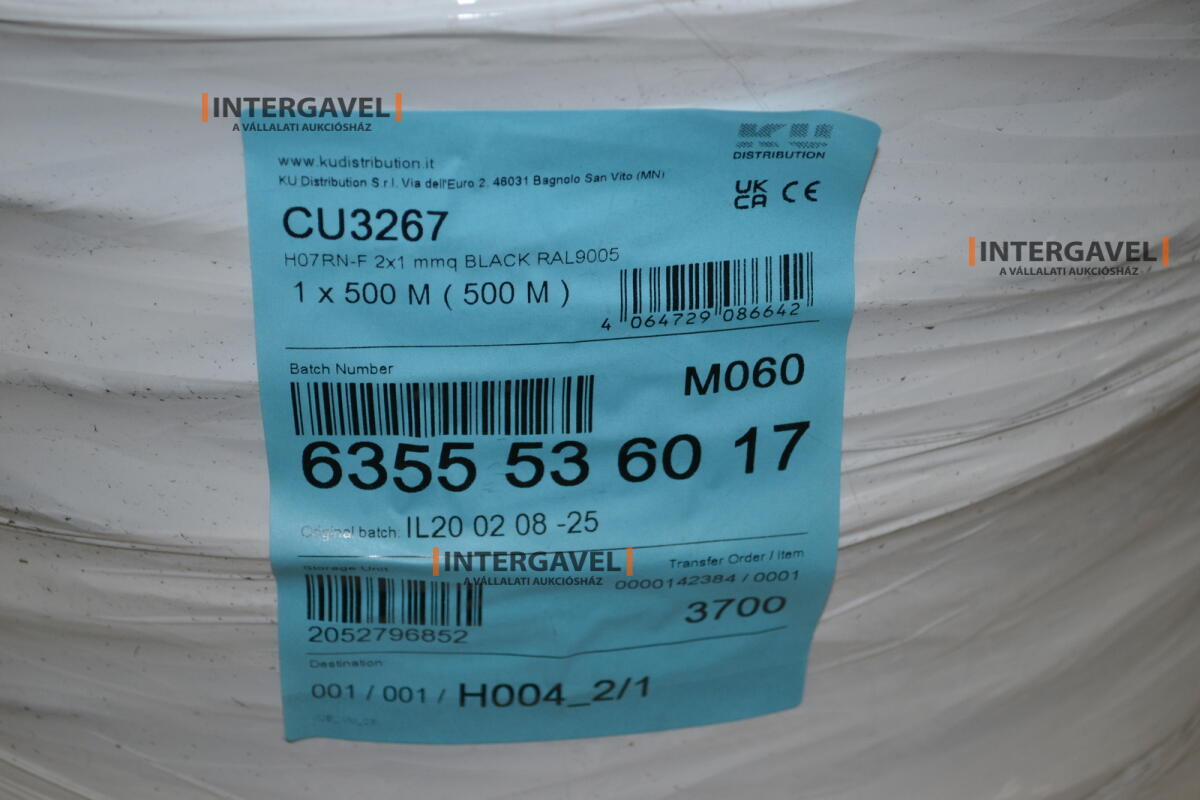 INTERGAVEL
A VÁLLALATI AUKCIÓSHÁZ
KU
DISTRIBUTION
www.kudistribution.it
KU Distribution S.r.l. Via dell'Euro 2. 46031 Bagnolo San Vito (MN)
UK
CA CE
CU3267
H07RN-F 2x1 mmq BLACK RAL9005
INTERGAVEL
A VÁLLALATI AUKCIÓSHÁZ
1 x 500 M ( 500 M )
4 064729 086642
Batch Number
M060
6355 53 60 17
Original batch: IL20 02 08 -25
INTERGAVEL
A VÁLLALATI AUKCIÓSHÁZ
Storage Unit
Transfer Order / Item
0000142384 / 0001
2052796852
3700
Destination
001 / 001 / H004_2/1